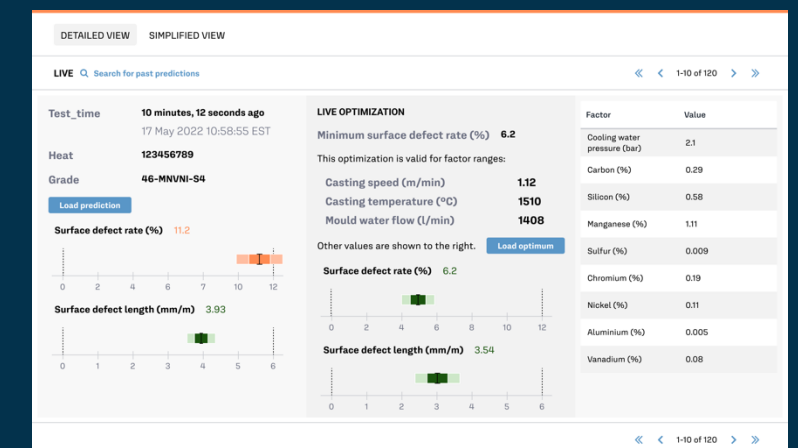 DETAILED VIEW SIMPLIFIED VIEW
LIVE Search for past predictions 1-10 of 120
Test_time 10 minutes, 12 seconds ago
17 May 2022 10:58:55 EST
Heat 123456789
Grade 46-MNVNI-S4
Load prediction
Surface defect rate (%) 11.2
0 2 4 6 7 10 12
Surface defect length (mm/m) 3.93
0 1 2 3 4 5 6
LIVE OPTIMIZATION
Minimum surface defect rate (%) 6.2
This optimization is valid for factor ranges:
Casting speed (m/min) 1.12
Casting temperature (ºC) 1510
Mould water flow (l/min) 1408
Other values are shown to the right. Load optimum
Surface defect rate (%) 6.2
0 2 4 6 8 10 12
Surface defect length (mm/m) 3.54
0 1 2 3 4 5 6
Factor Value
Cooling water
pressure (bar) 2.1
Carbon (%) 0.29
Silicon (%) 0.58
Manganese (%) 1.11
Sulfur (%) 0.009
Chromium (%) 0.19
Nickel (%) 0.11
Aluminium (%) 0.005
Vanadium (%) 0.08
1-10 of 120